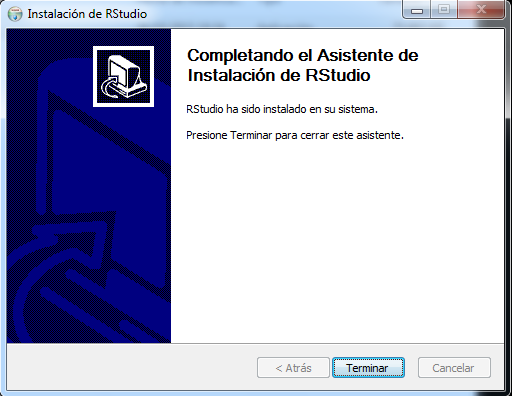 Instalación de RStudio
Completando el Asistente de
Instalación de RStudio
RStudio ha sido instalado en su sistema.
Presione Terminar para cerrar este asistente.
< Atrás
Terminar
Cancelar